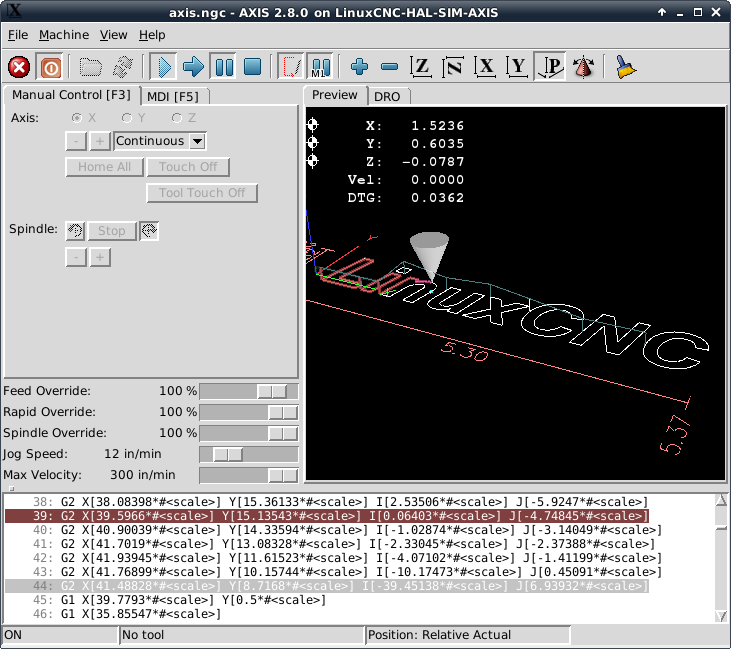 axis.ngc - AXIS 2.8.0 on LinuxCNC-HAL-SIM-AXIS
File Machine View Help
M1 Z N X Y P
Manual Control [F3] MDI [F5]
Preview DRO
Axis: X Y Z
- + Continuous
Home All Touch Off
Tool Touch Off
Spindle: Stop
- +
X: 1.5236
Y: 0.6035
Z: -0.0787
Vel: 0.0000
DTG: 0.0362
LinuxCNC
5.30
5.37
Feed Override: 100 %
Rapid Override: 100 %
Spindle Override: 100 %
Jog Speed: 12 in/min
Max Velocity: 300 in/min
38: G2 X[38.08398*#<scale>] Y[15.36133*#<scale>] I[2.53506*#<scale>] J[-5.9247*#<scale>]
39: G2 X[39.5966*#<scale>] Y[15.13543*#<scale>] I[0.06403*#<scale>] J[-4.74845*#<scale>]
40: G2 X[40.90039*#<scale>] Y[14.33594*#<scale>] I[-1.02874*#<scale>] J[-3.14049*#<scale>]
41: G2 X[41.7019*#<scale>] Y[13.08328*#<scale>] I[-2.33045*#<scale>] J[-2.37388*#<scale>]
42: G2 X[41.93945*#<scale>] Y[11.61523*#<scale>] I[-4.07102*#<scale>] J[-1.41199*#<scale>]
43: G2 X[41.76899*#<scale>] Y[10.15744*#<scale>] I[-10.17473*#<scale>] J[0.45091*#<scale>]
44: G2 X[41.48828*#<scale>] Y[8.7168*#<scale>] I[-39.45138*#<scale>] J[6.93932*#<scale>]
45: G1 X[39.7793*#<scale>] Y[0.5*#<scale>]
46: G1 X[35.85547*#<scale>]
ON No tool Position: Relative Actual